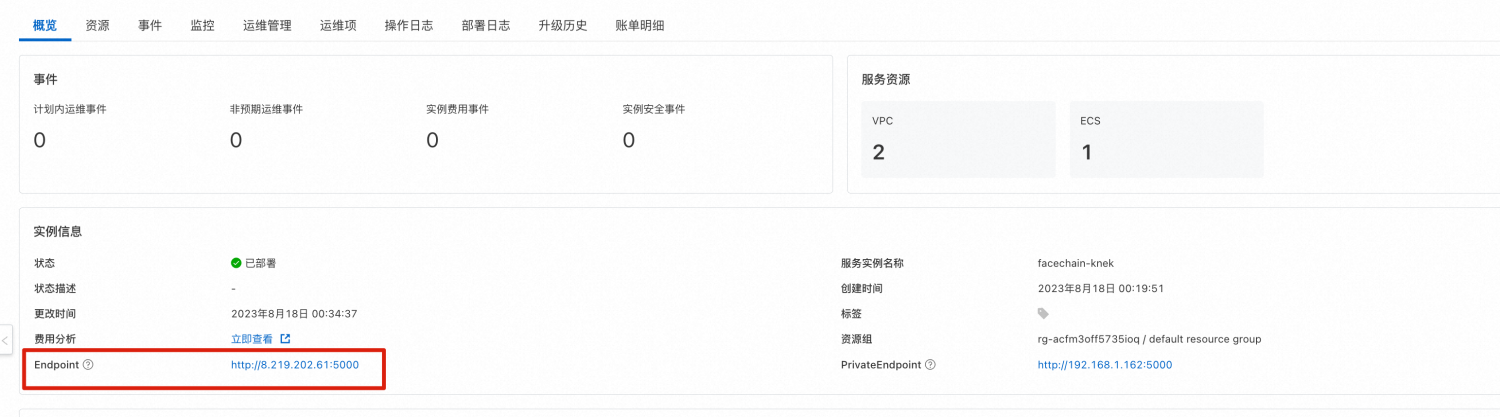 概览 资源 事件 监控 运维管理 运维项 操作日志 部署日志 升级历史 账单明细
事件
计划内运维事件 非预期运维事件 实例费用事件 实例安全事件
0 0 0 0
服务资源
VPC ECS
2 1
实例信息
状态 已部署 服务实例名称 facechain-knek
状态描述 - 创建时间 2023年8月18日 00:19:51
更改时间 2023年8月18日 00:34:37 标签
费用分析 立即查看 资源组 rg-acfm3off5735ioq / default resource group
Endpoint http://8.219.202.61:5000 PrivateEndpoint http://192.168.1.162:5000